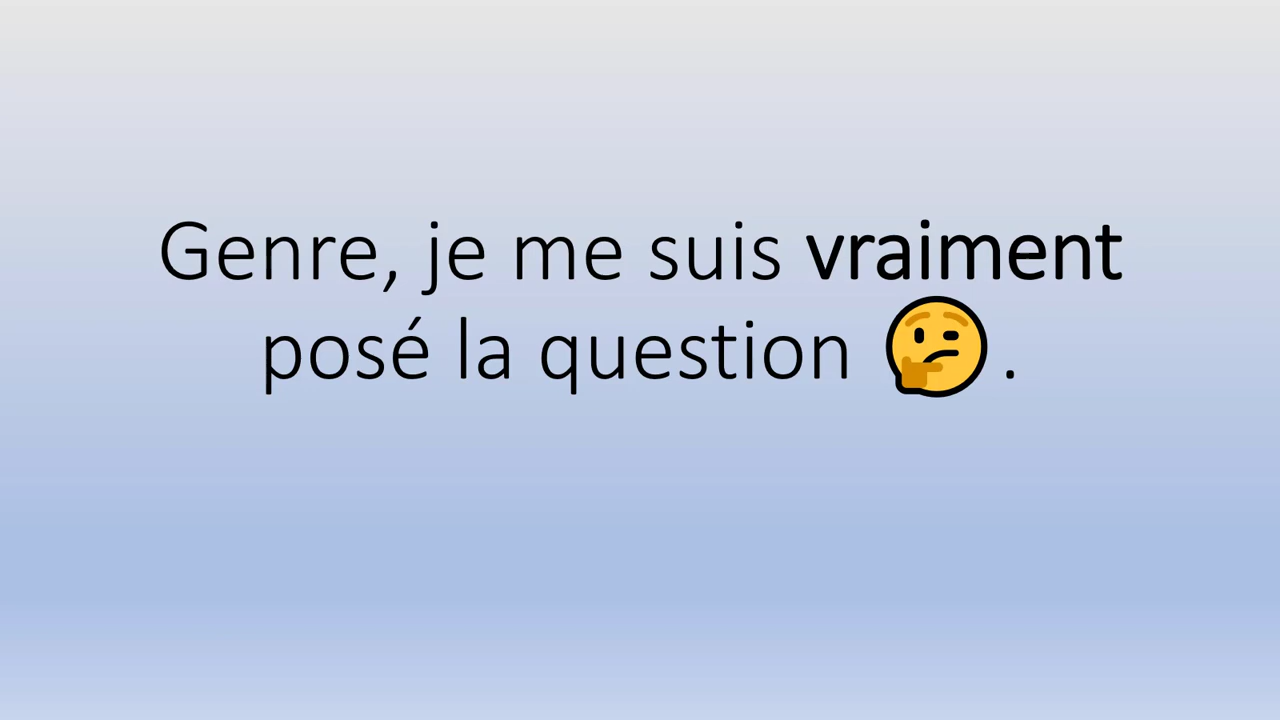 Genre, je me suis vraiment
posé la question 🤔.